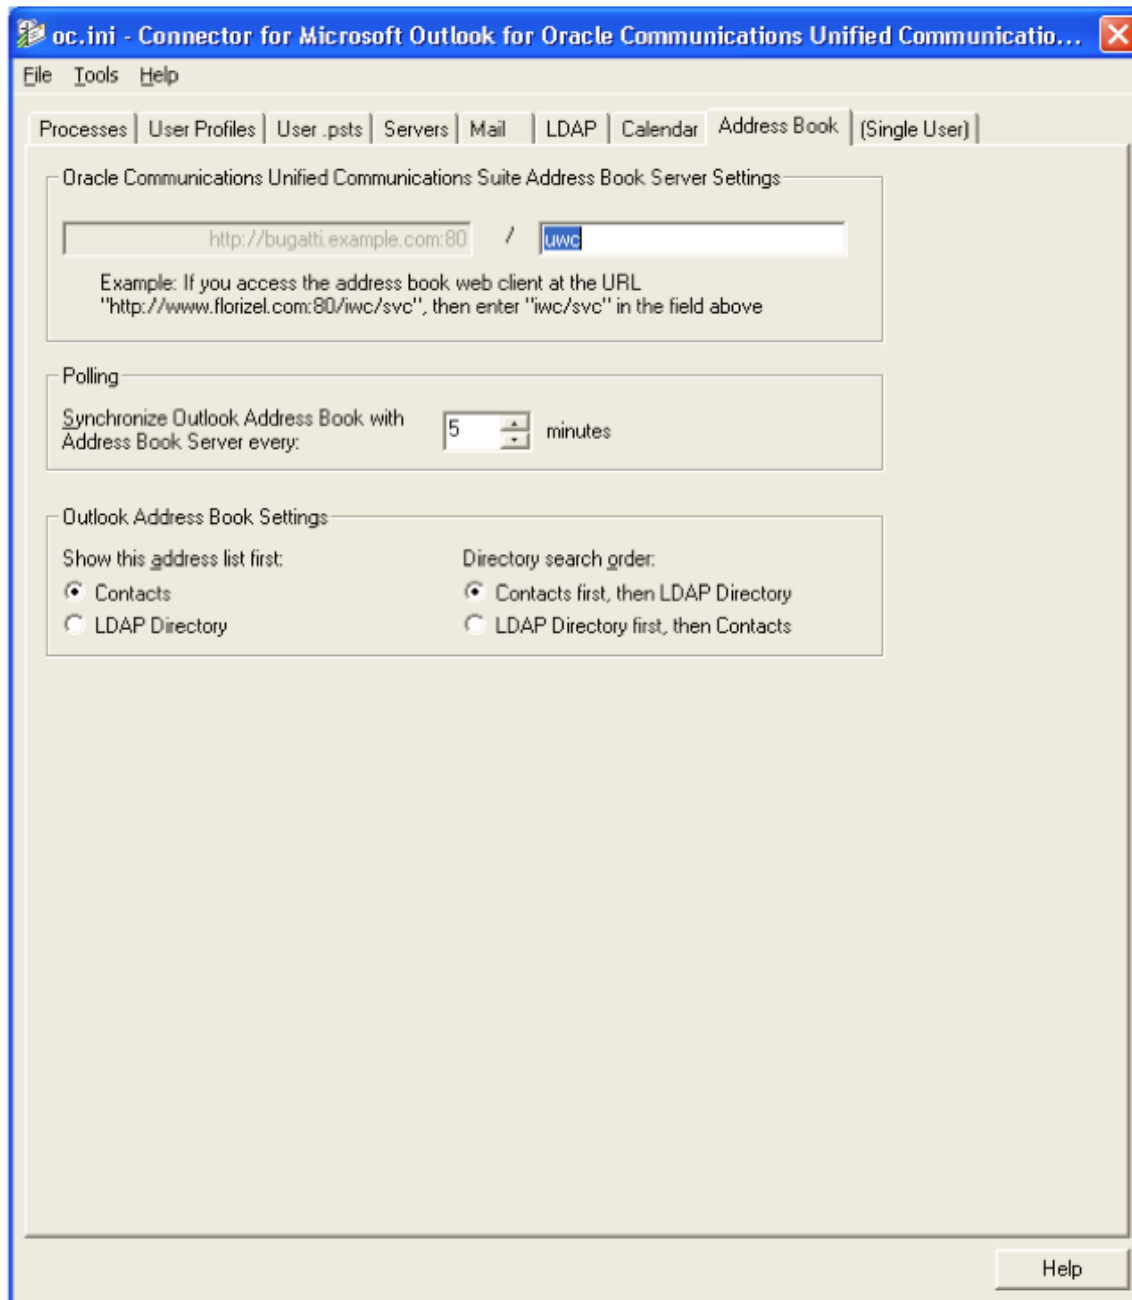 oc.ini - Connector for Microsoft Outlook for Oracle Communications Unified Communicatio...
File Tools Help
Processes User Profiles User .psts Servers Mail LDAP Calendar Address Book (Single User)
Oracle Communications Unified Communications Suite Address Book Server Settings
http://bugatti.example.com:80 / uwc
Example: If you access the address book web client at the URL
"http://www.florizel.com:80/iwc/svc", then enter "iwc/svc" in the field above
Polling
Synchronize Outlook Address Book with
Address Book Server every: 5 minutes
Outlook Address Book Settings
Show this address list first: Directory search order:
Contacts Contacts first, then LDAP Directory
LDAP Directory LDAP Directory first, then Contacts
Help